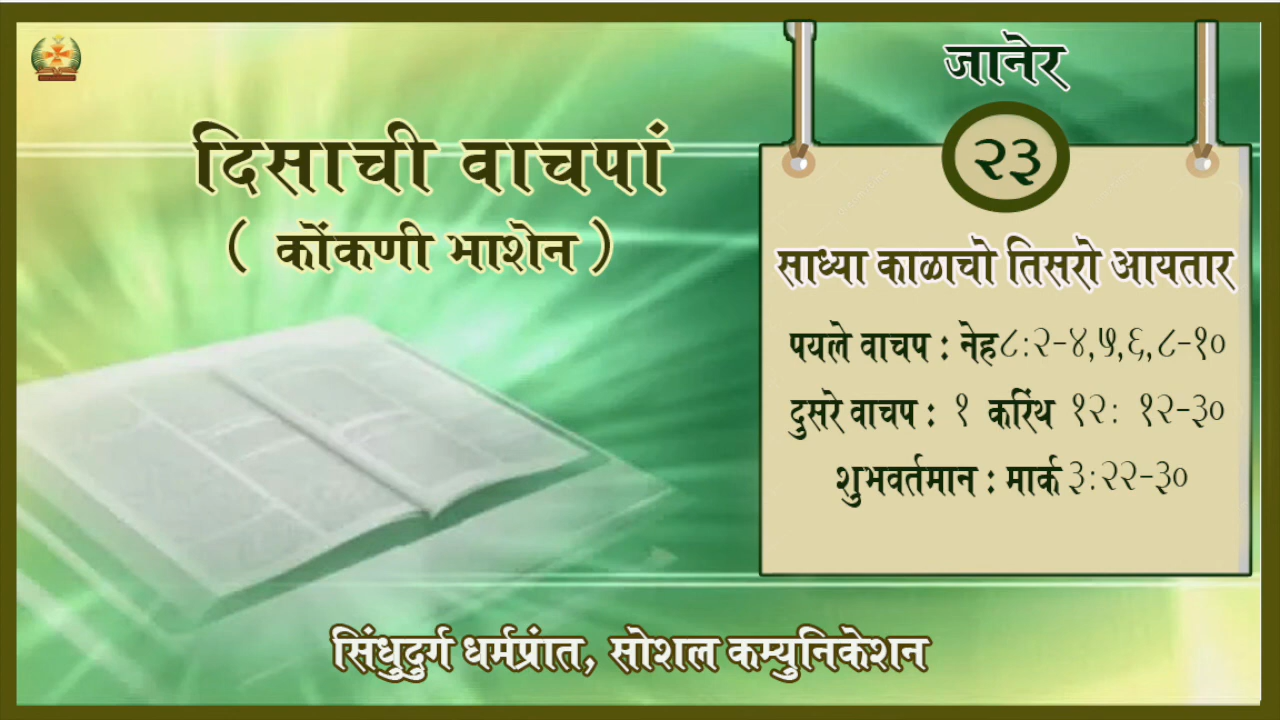 दिसाची वाचपां
( कोंकणी भाशेन )
जानेर
२३
साध्या काळाचो तिसरो आयतार
पयले वाचप : नेह८:२-४,५,६,८-१०
दुसरे वाचप : १ करिंथ १२: १२-३०
शुभवर्तमान : मार्क ३:२२-३०
सिंधुदुर्ग धर्मप्रांत, सोशल कम्युनिकेशन